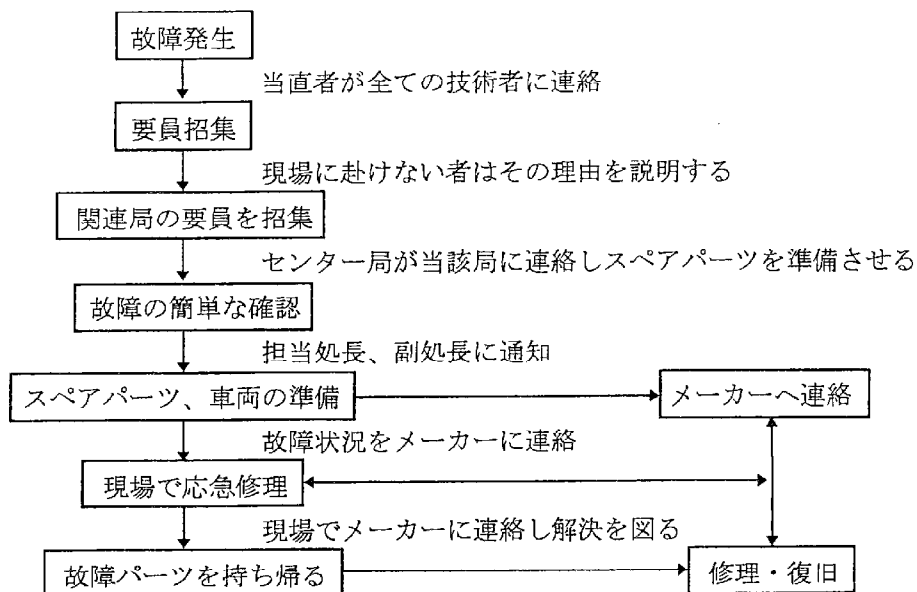 故障発生
当直者が全ての技術者に連絡
要員招集
現場に赴けない者はその理由を説明する
関連局の要員を招集
センター局が当該局に連絡しスペアパーツを準備させる
故障の簡単な確認
担当処長、副処長に通知
スペアパーツ、車両の準備
メーカーへ連絡
故障状況をメーカーに連絡
現場で応急修理
現場でメーカーに連絡し解決を図る
故障パーツを持ち帰る
修理・復旧